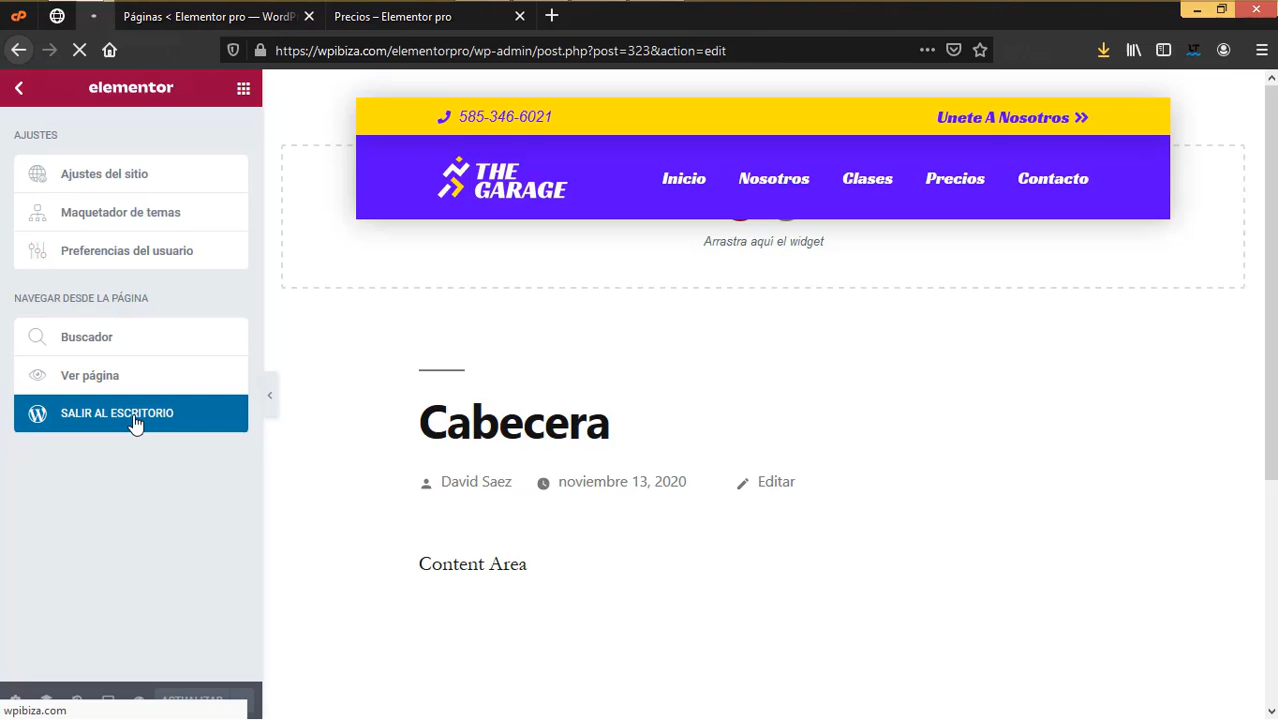 Páginas < Elementor pro — WordP
Precios – Elementor pro
https://wpibiza.com/elementorpro/wp-admin/post.php?post=323&action=edit
elementor
AJUSTES
Ajustes del sitio
Maquetador de temas
Preferencias del usuario
NAVEGAR DESDE LA PÁGINA
Buscador
Ver página
SALIR AL ESCRITORIO
ACTUALIZAR
wpibiza.com
585-346-6021
Unete A Nosotros
THE
GARAGE
Inicio
Nosotros
Clases
Precios
Contacto
Arrastra aquí el widget
Cabecera
David Saez
noviembre 13, 2020
Editar
Content Area